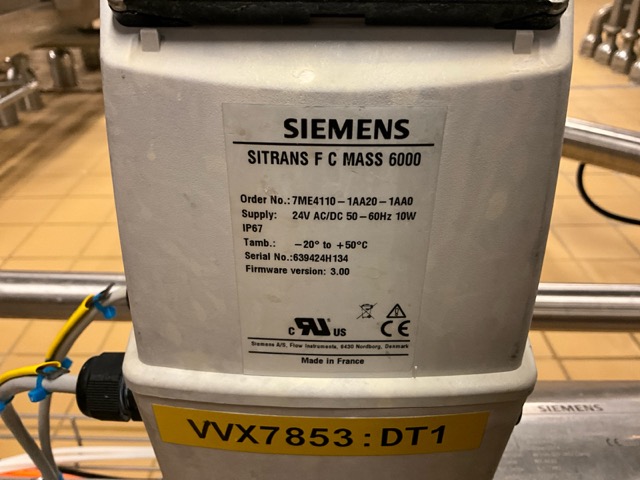 SIEMENS
SITRANS F C MASS 6000
Order No.:7ME4110-1AA20-1AA0
Supply: 24V AC/DC 50-60Hz 10W
IP67
Tamb.: -20° to +50°C
Serial No.:639424H134
Firmware version: 3.00
C RU US
CE
Siemens A/S, Flow Instruments, 6430 Nordborg, Denmark
Made in France
VVX7853:DT1
SIEMENS